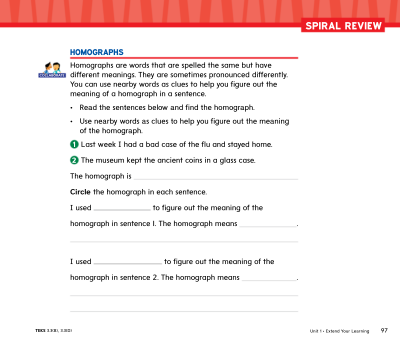 SPIRAL REVIEW
HOMOGRAPHS
COLLABORATE
Homographs are words that are spelled the same but have
different meanings. They are sometimes pronounced differently.
You can use nearby words as clues to help you figure out the
meaning of a homograph in a sentence.
• Read the sentences below and find the homograph.
• Use nearby words as clues to help you figure out the meaning
of the homograph.
1 Last week I had a bad case of the flu and stayed home.
2 The museum kept the ancient coins in a glass case.
The homograph is
Circle the homograph in each sentence.
I used to figure out the meaning of the
homograph in sentence 1. The homograph means .
I used to figure out the meaning of the
homograph in sentence 2. The homograph means .
TEKS 3.3(B), 3.3(D)
Unit 1 • Extend Your Learning 97